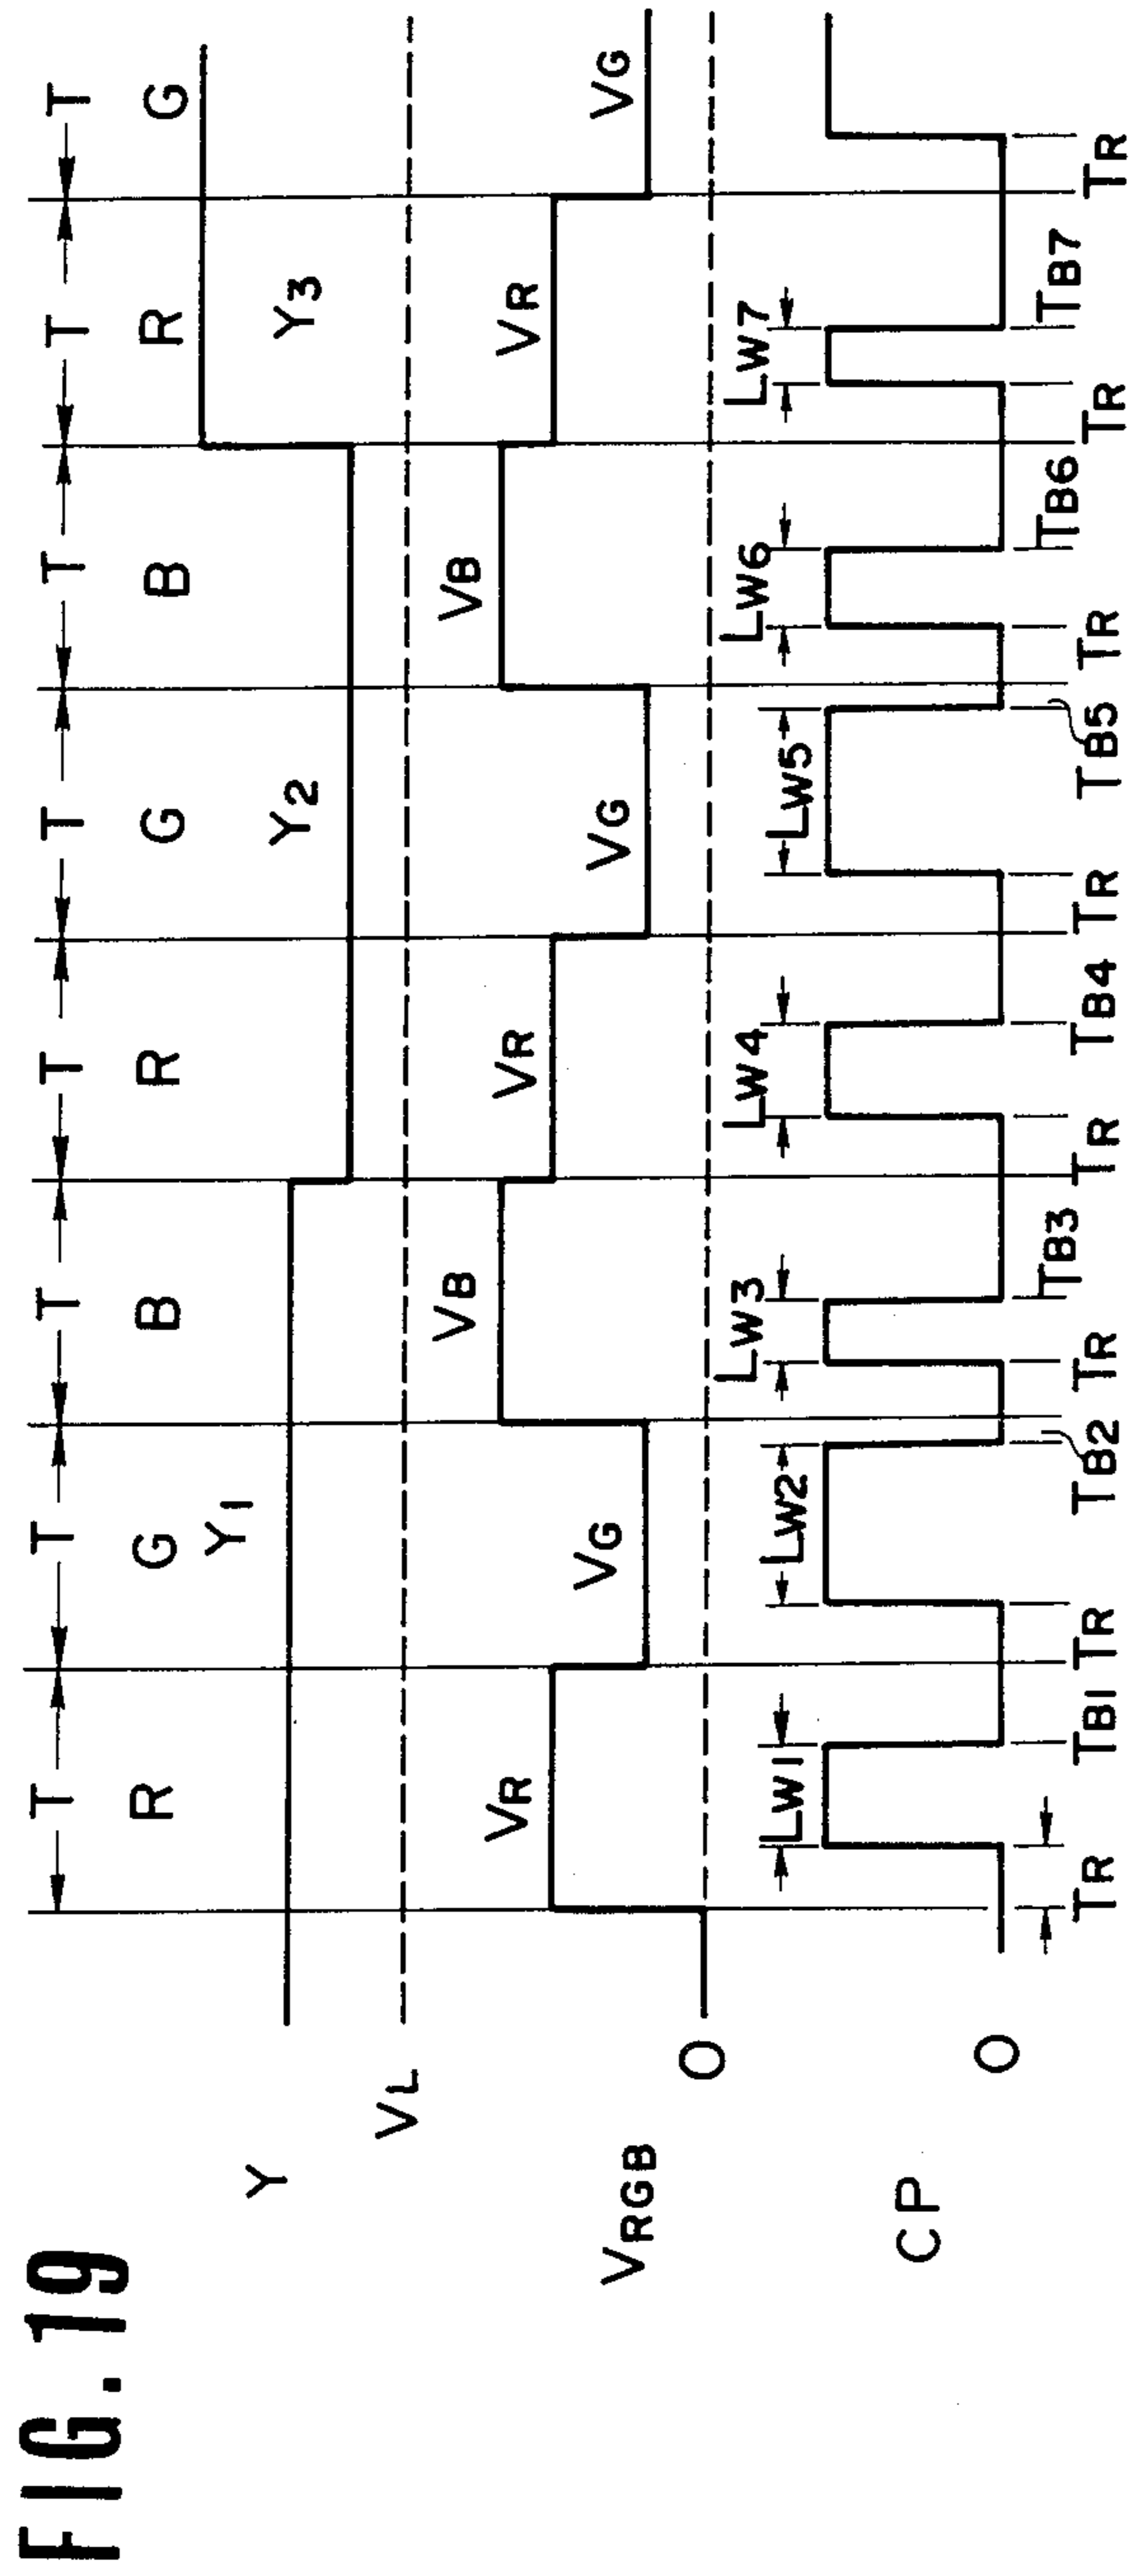 FIG.19
T T T T T T T T
R G B R G B R G
Y Y1 Y2 Y3
VL
VR VG VB VR VG VB VR VG
VRGB O
LW1 LW2 LW3 LW4 LW5 LW6 LW7
CP O
TR TB1 TR TB2 TR TB3 TR TB4 TR TB5 TR TB6 TR TB7 TR